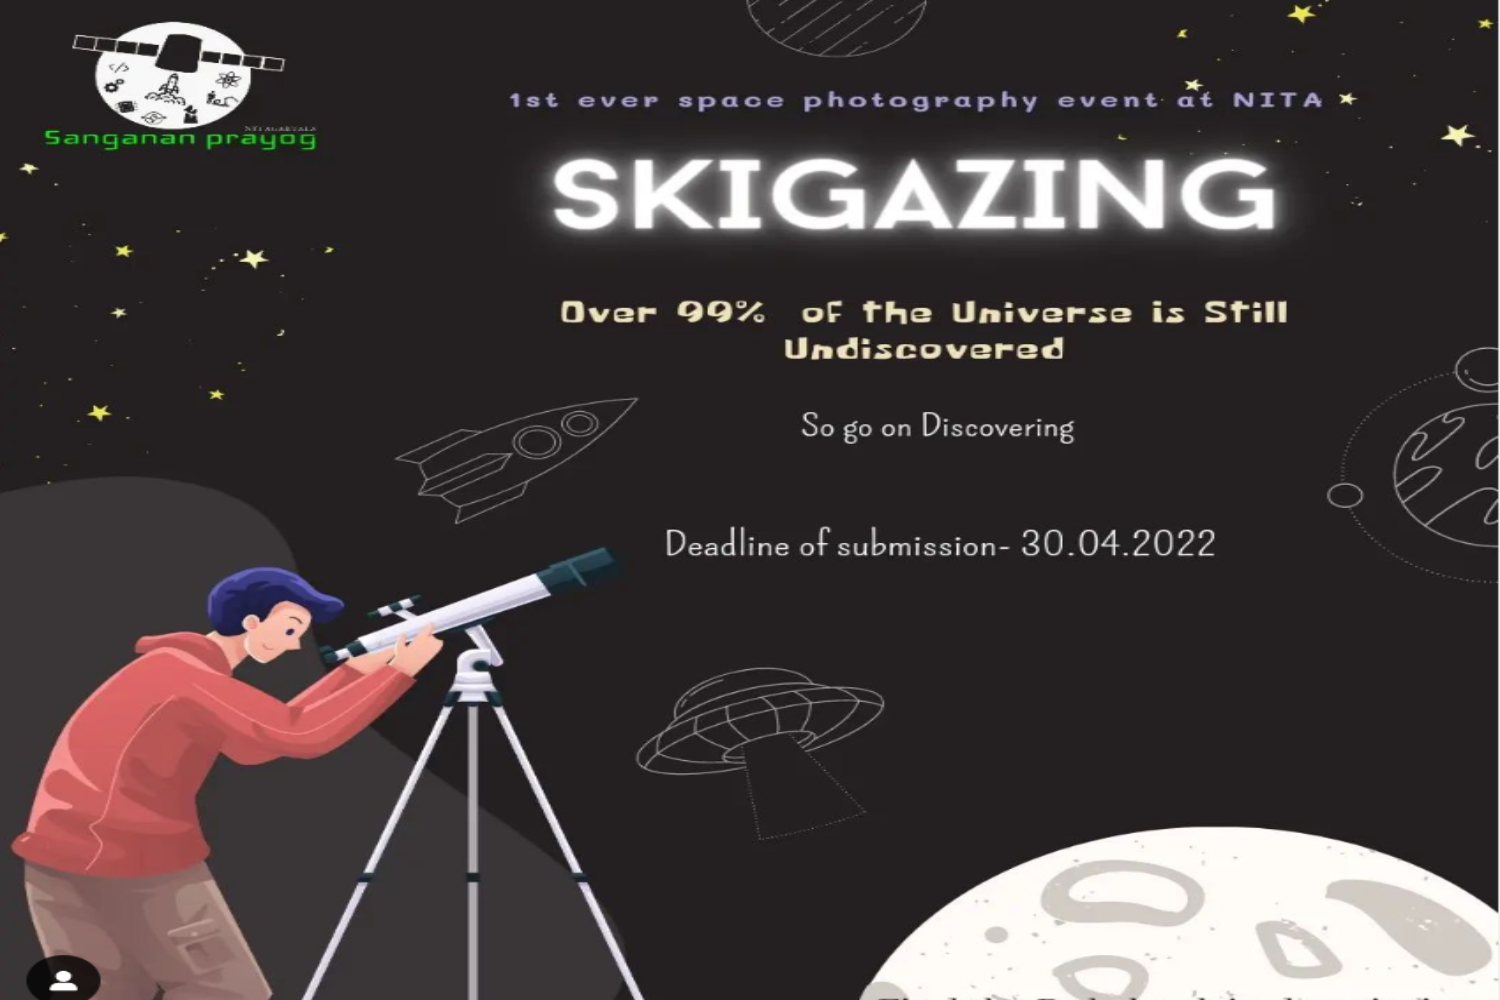 1st ever space photography event at NITA
Sanganan prayog
SKIGAZING
Over 99% of the Universe is Still
Undiscovered
So go on Discovering
Deadline of submission- 30.04.2022